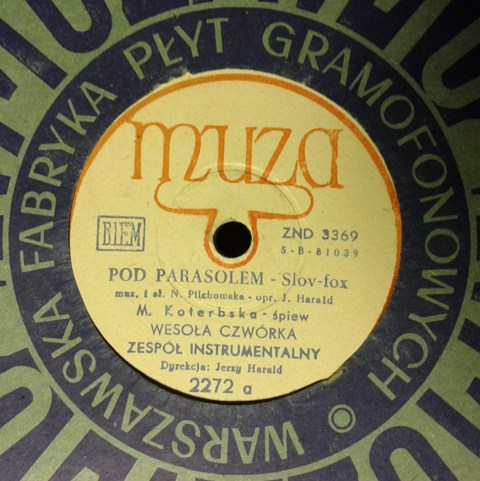 WARSZAWSKA FABRYKA PŁYT GRAMOFONOWYCH
muza
BIEM
ZND 3369
5-B-81039
POD PARASOLEM - Slov-fox
muz. i sł. N. Pilchowska - opr. J. Harald
M. Koterbska - śpiew
WESOŁA CZWÓRKA
ZESPÓŁ INSTRUMENTALNY
Dyrekcja: Jerzy Harald
2272 a